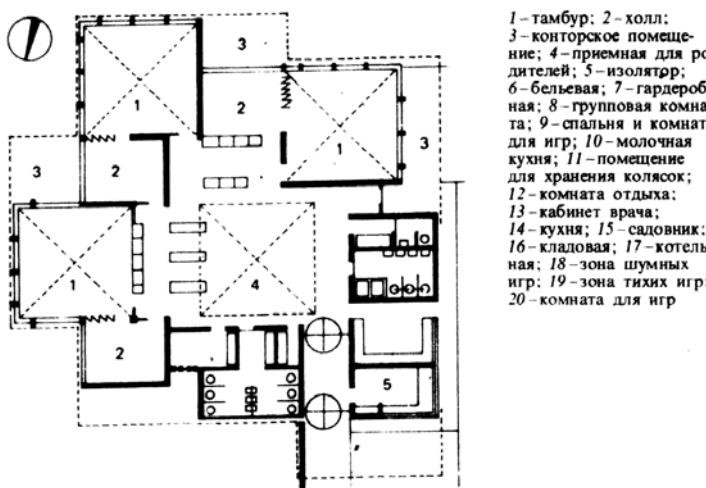 3
1
2
1
3
3
2
1
4
2
5
1–тамбур; 2–холл;
3–конторское помеще-
ние; 4–приемная для ро
дителей; 5–изолятор;
6–бельевая; 7–гардероб
ная; 8–групповая комна
та; 9–спальня и комнат
для игр; 10–молочная
кухня; 11–помещение
для хранения колясок;
12–комната отдыха;
13–кабинет врача;
14–кухня; 15–садовник;
16–кладовая; 17–котель
ная; 18–зона шумных
игр; 19–зона тихих игр;
20–комната для игр